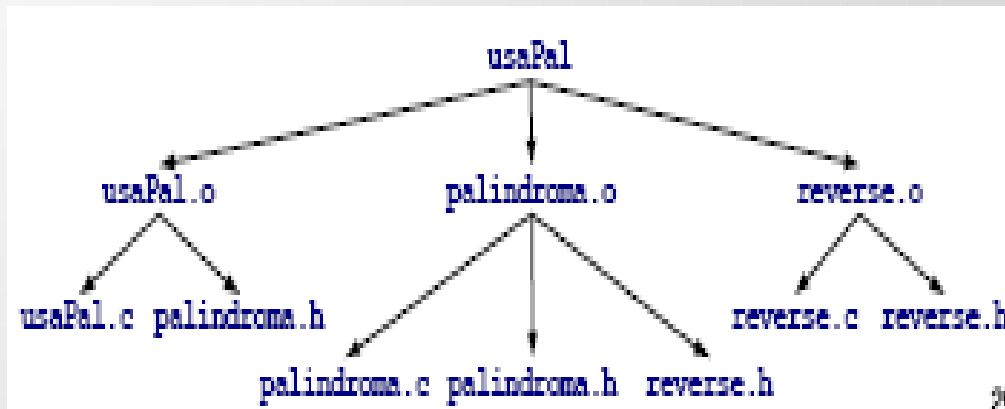 usaPal
usaPal.o palindroma.o reverse.o
usaPal.c palindroma.h reverse.c reverse.h
palindroma.c palindroma.h reverse.h